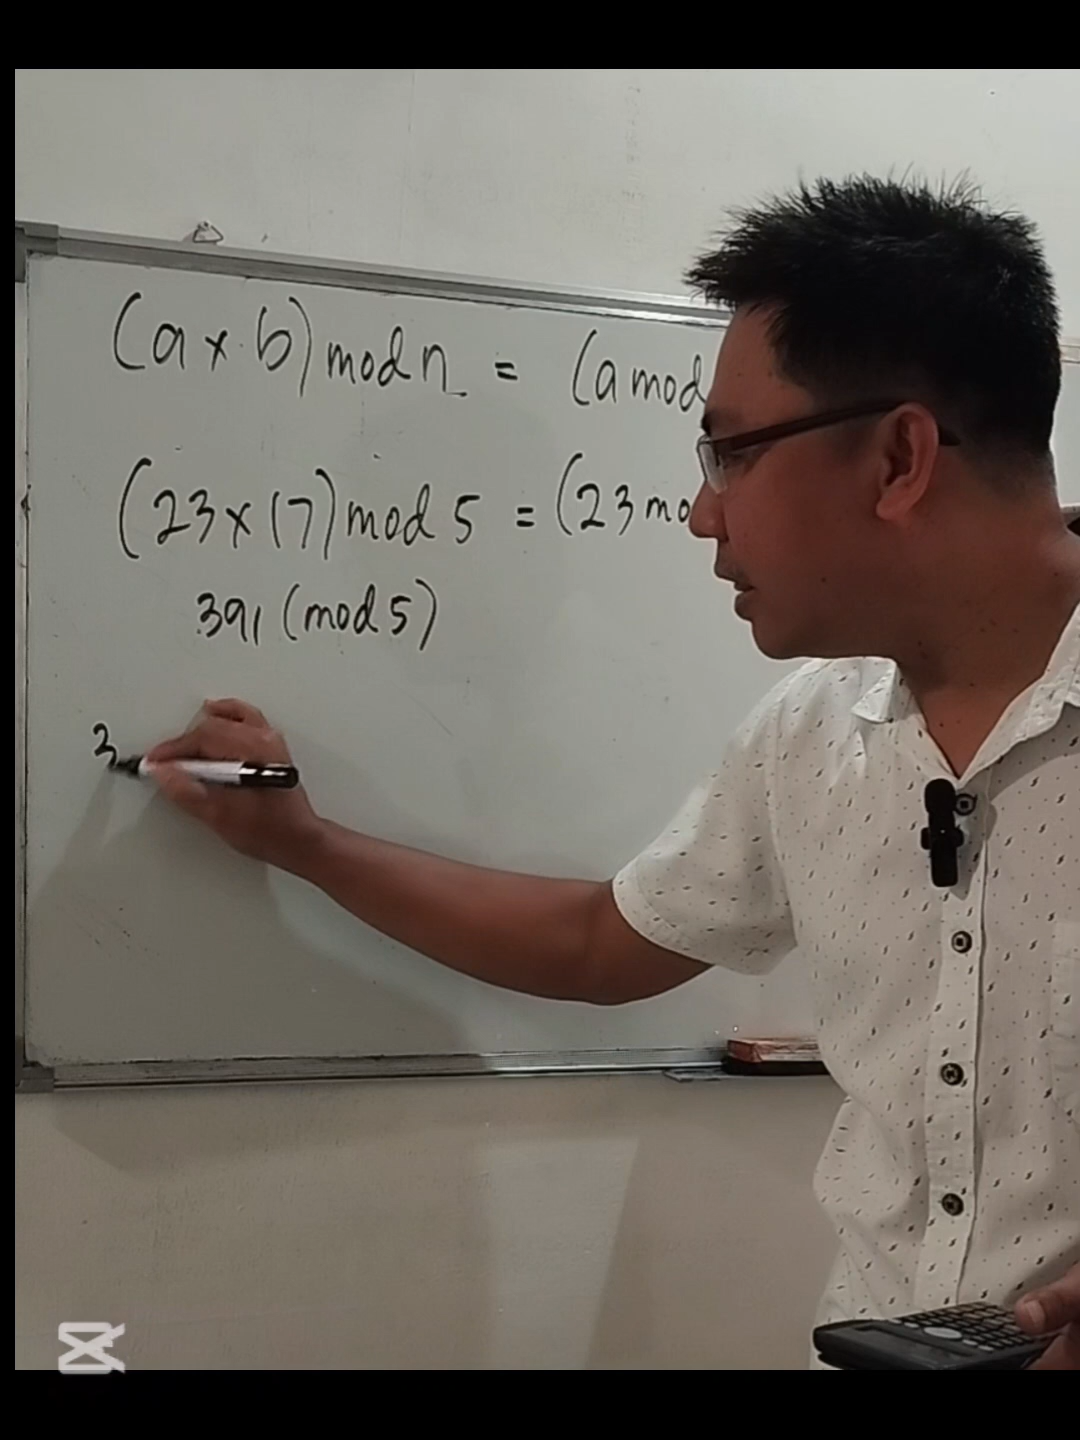 (a x b) mod n = (a mod
(23 x 17) mod 5 = (23 mo
391 (mod 5)
3